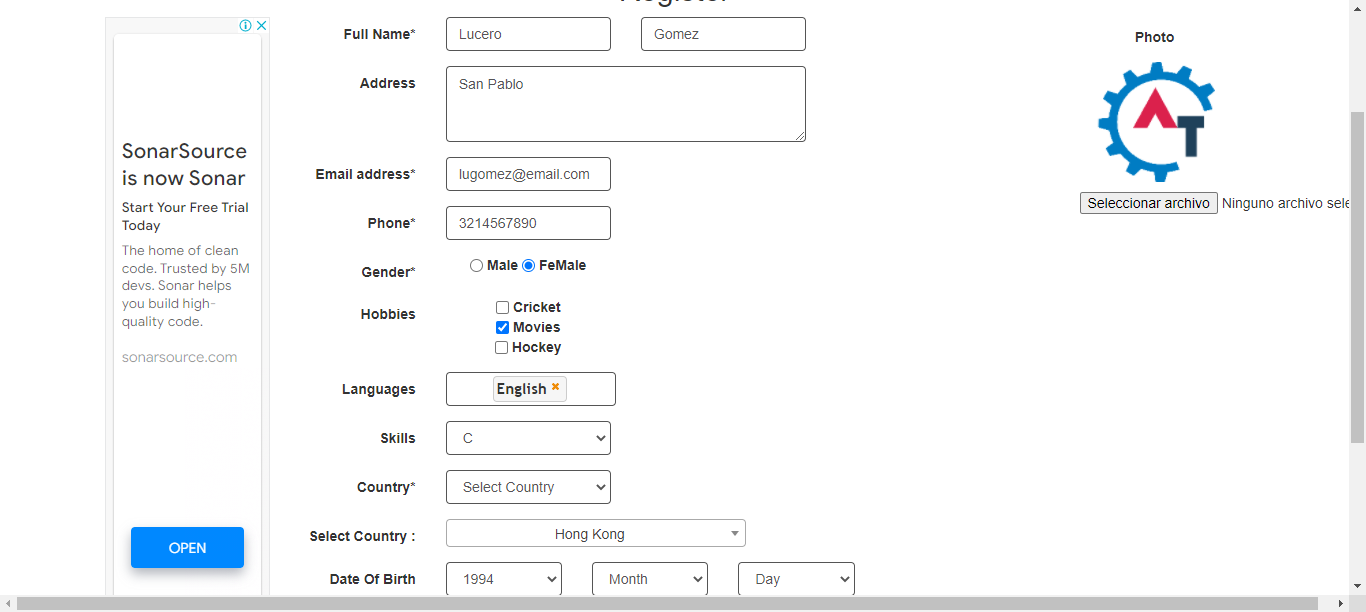 Register
Full Name* Lucero Gomez
Photo
Address San Pablo
AT
SonarSource
is now Sonar
Start Your Free Trial
Today
The home of clean
code. Trusted by 5M
devs. Sonar helps
you build high-
quality code.
sonarsource.com
OPEN
Email address* lugomez@email.com
Seleccionar archivo Ninguno archivo sele
Phone* 3214567890
Gender* Male FeMale
Hobbies Cricket
Movies
Hockey
Languages English
Skills C
Country* Select Country
Select Country : Hong Kong
Date Of Birth 1994 Month Day